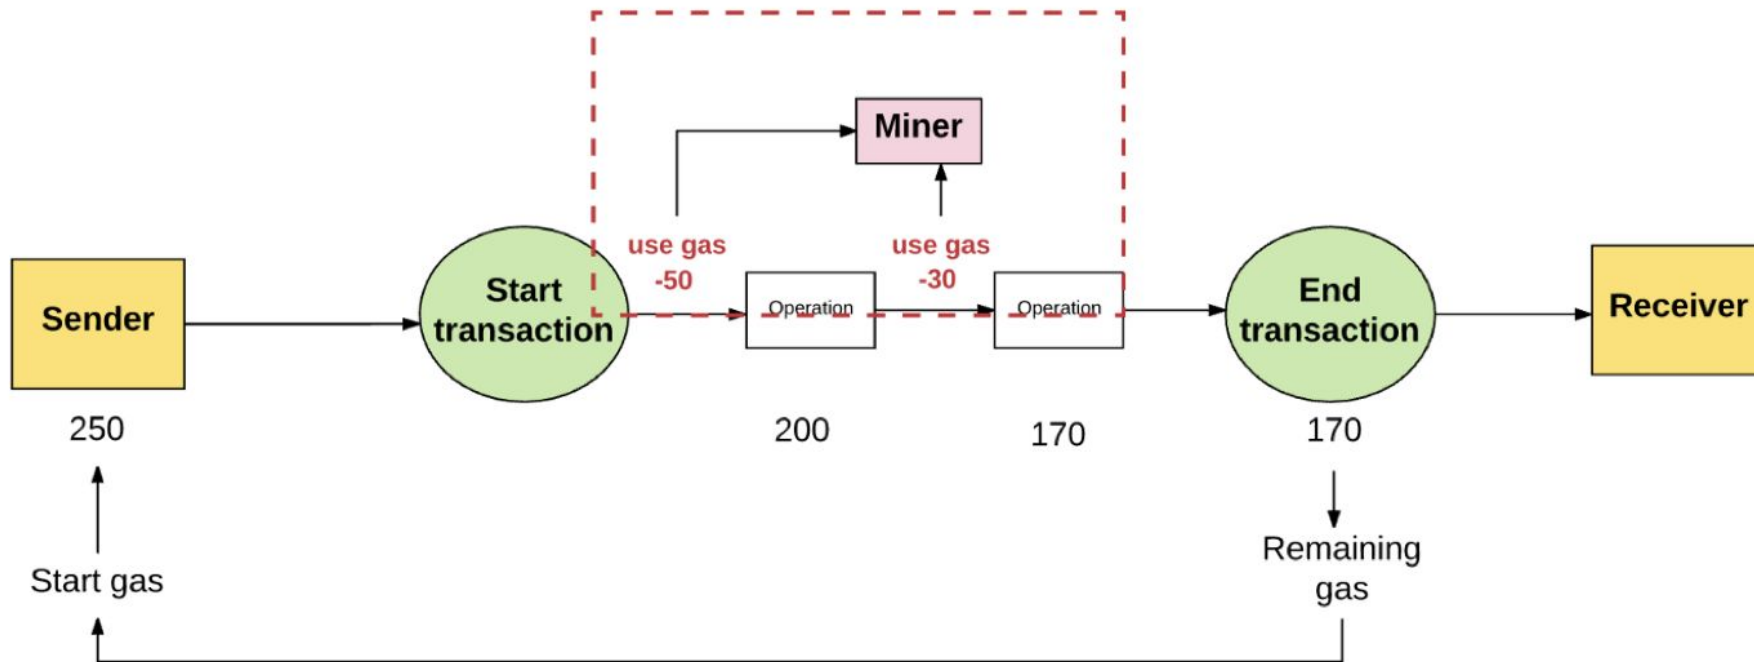 Miner
use gas
-50
use gas
-30
Sender
Start
transaction
Operation
Operation
End
transaction
Receiver
250
200
170
170
Start gas
Remaining
gas